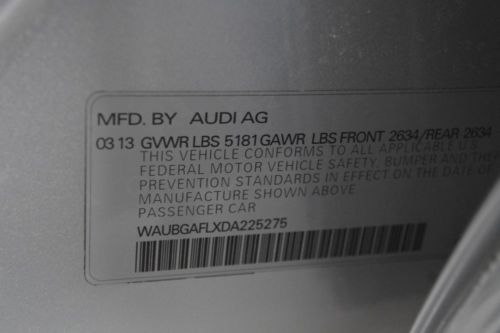 MFD. BY AUDI AG
03 13 GVWR LBS 5181 GAWR LBS FRONT 2634/REAR 2634
THIS VEHICLE CONFORMS TO ALL APPLICABLE U.S.
FEDERAL MOTOR VEHICLE SAFETY, BUMPER AND THEFT
PREVENTION STANDARDS IN EFFECT ON THE DATE OF
MANUFACTURE SHOWN ABOVE
PASSENGER CAR
WAUBGAFLXDA225275